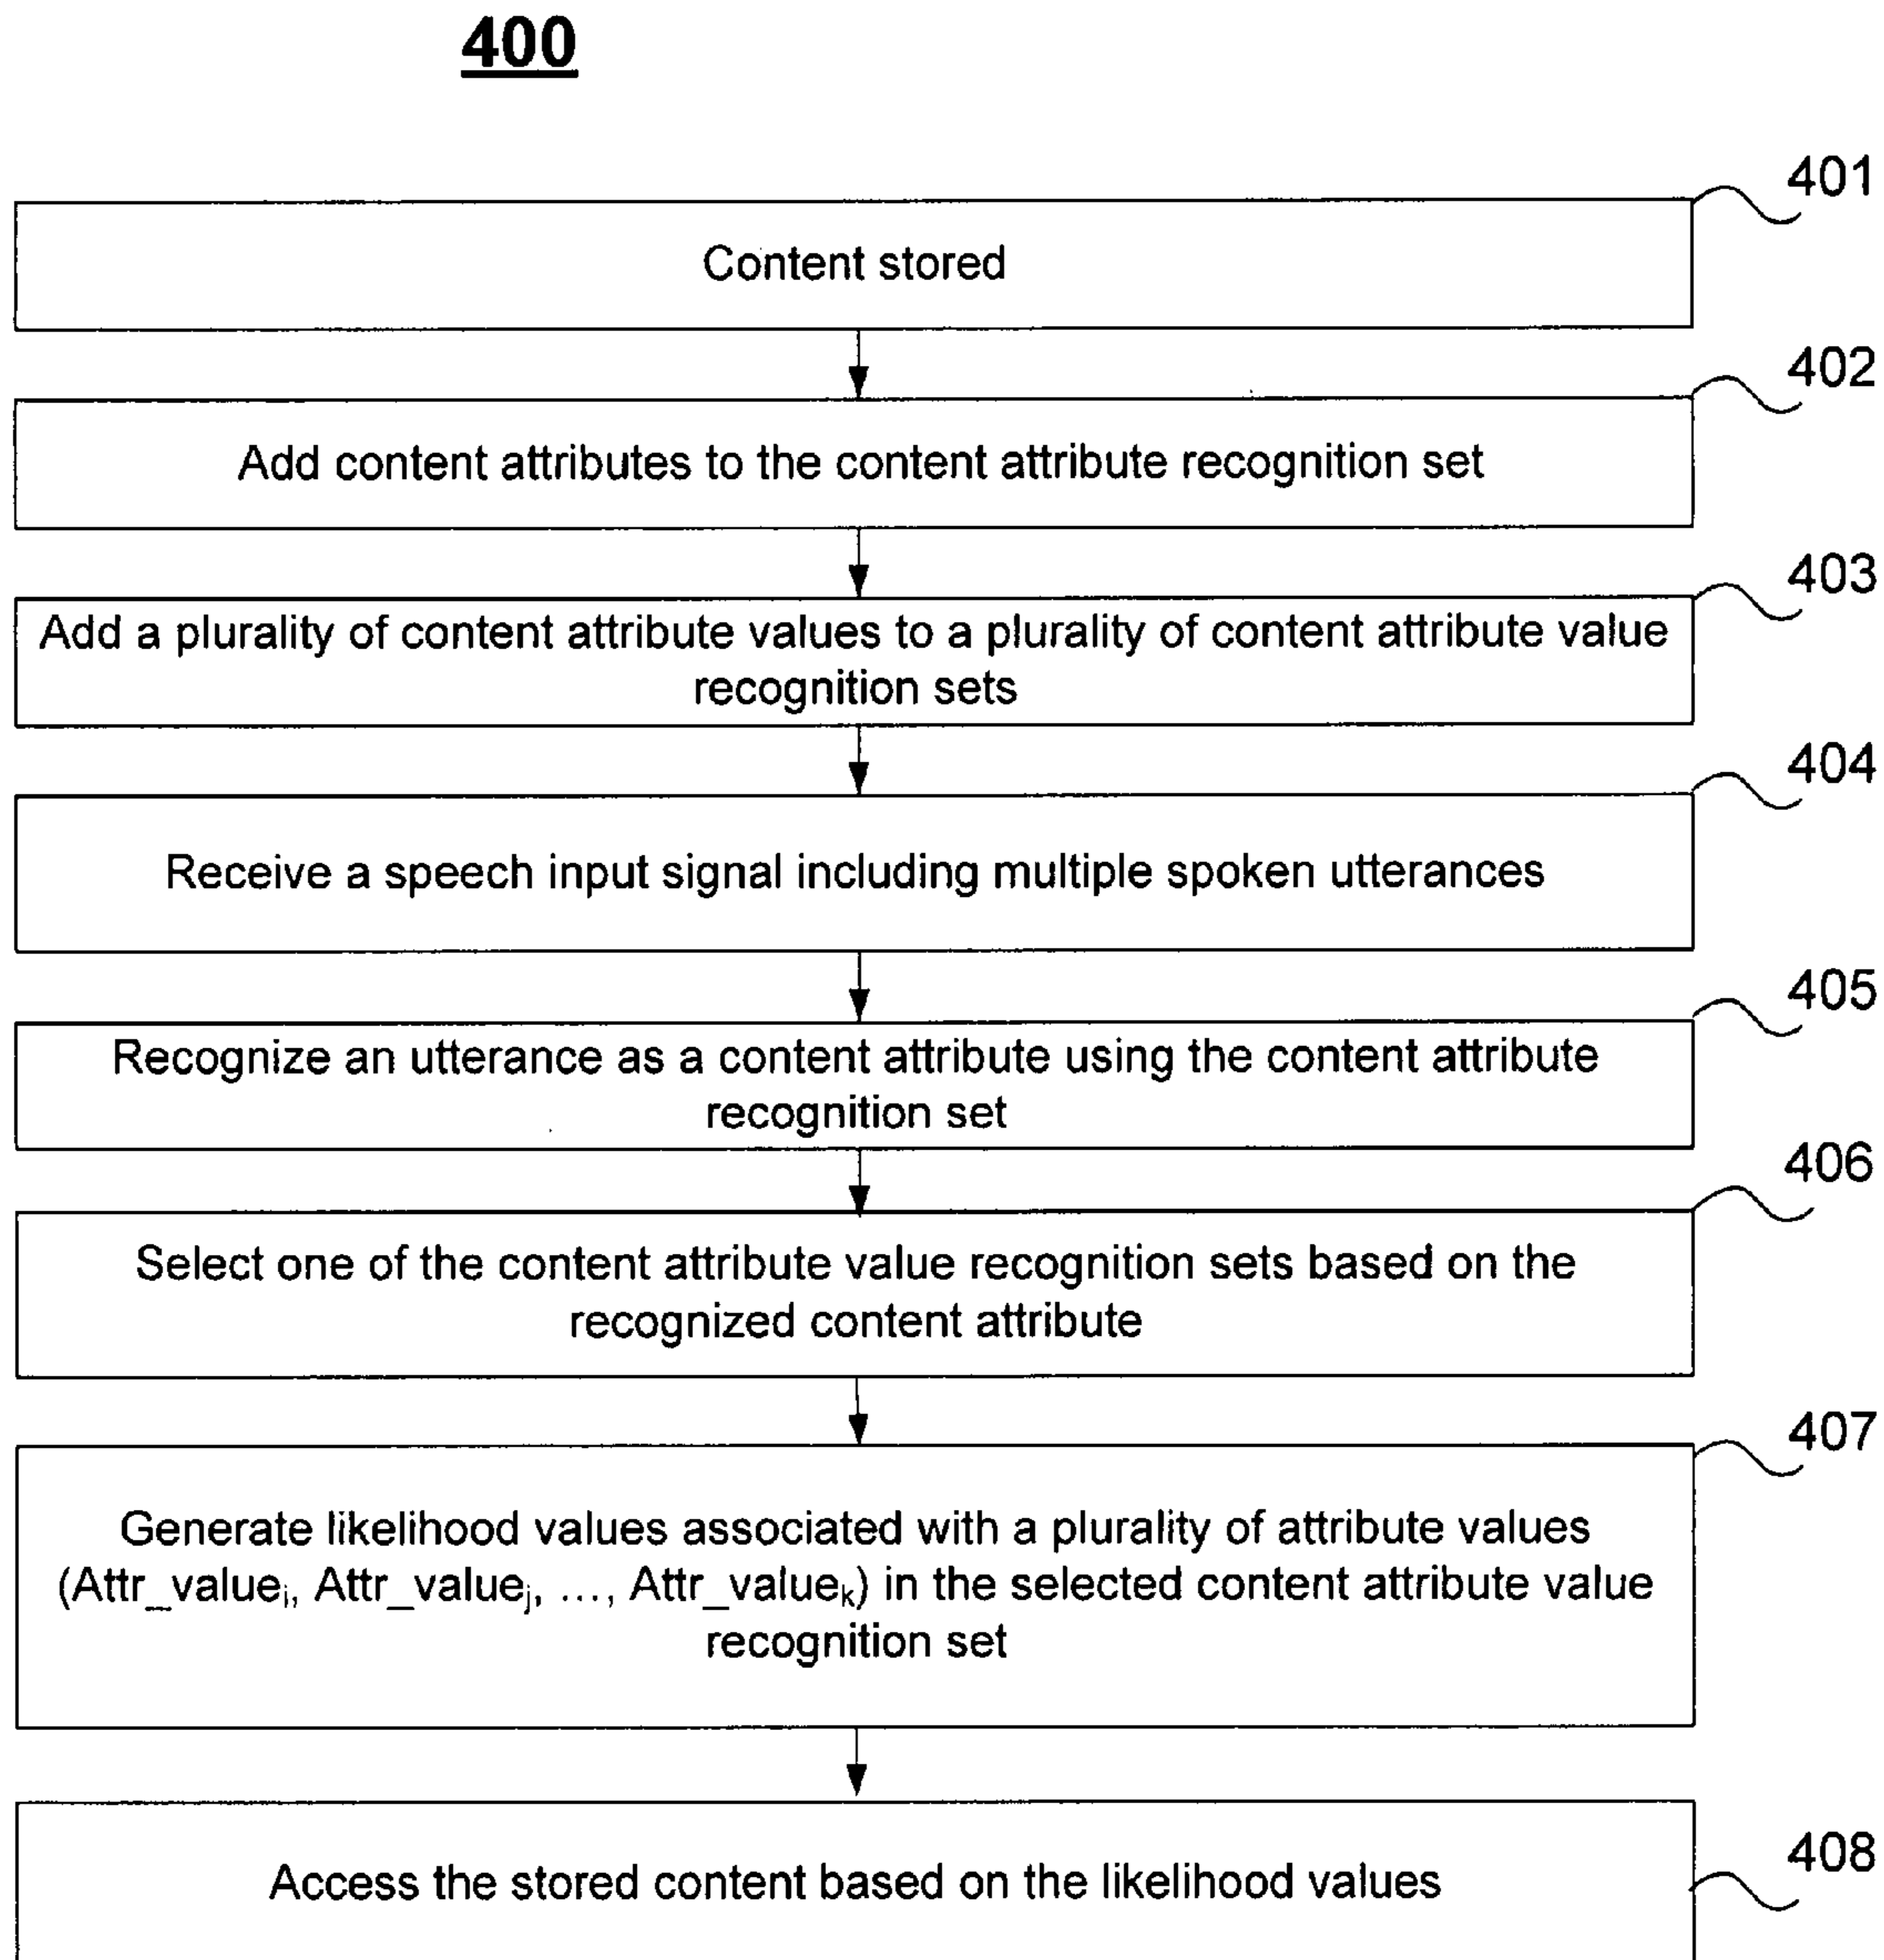 400
401
Content stored
402
Add content attributes to the content attribute recognition set
403
Add a plurality of content attribute values to a plurality of content attribute value
recognition sets
404
Receive a speech input signal including multiple spoken utterances
405
Recognize an utterance as a content attribute using the content attribute
recognition set
406
Select one of the content attribute value recognition sets based on the
recognized content attribute
407
Generate likelihood values associated with a plurality of attribute values
(Attr_valueᵢ, Attr_valueⱼ, ..., Attr_valueₖ) in the selected content attribute value
recognition set
408
Access the stored content based on the likelihood values